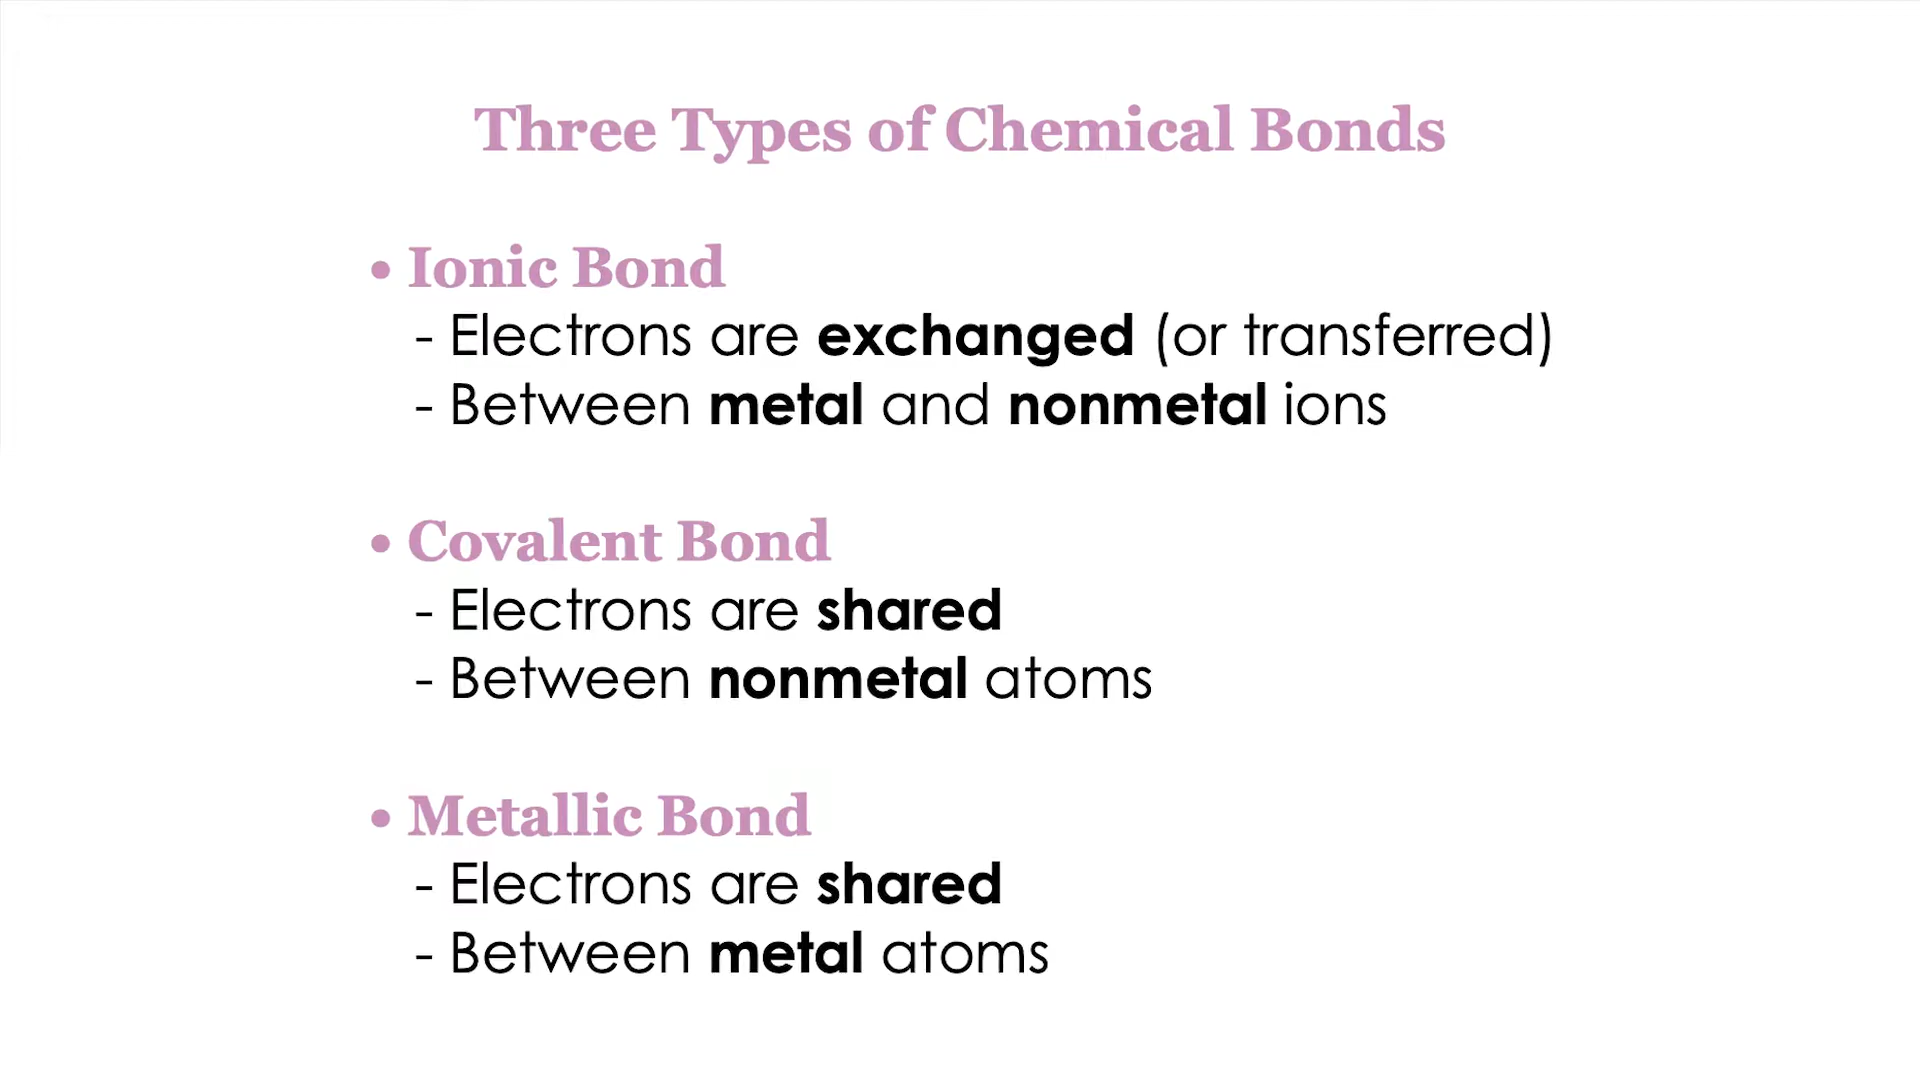 Three Types of Chemical Bonds
• Ionic Bond
- Electrons are exchanged (or transferred)
- Between metal and nonmetal ions
• Covalent Bond
- Electrons are shared
- Between nonmetal atoms
• Metallic Bond
- Electrons are shared
- Between metal atoms